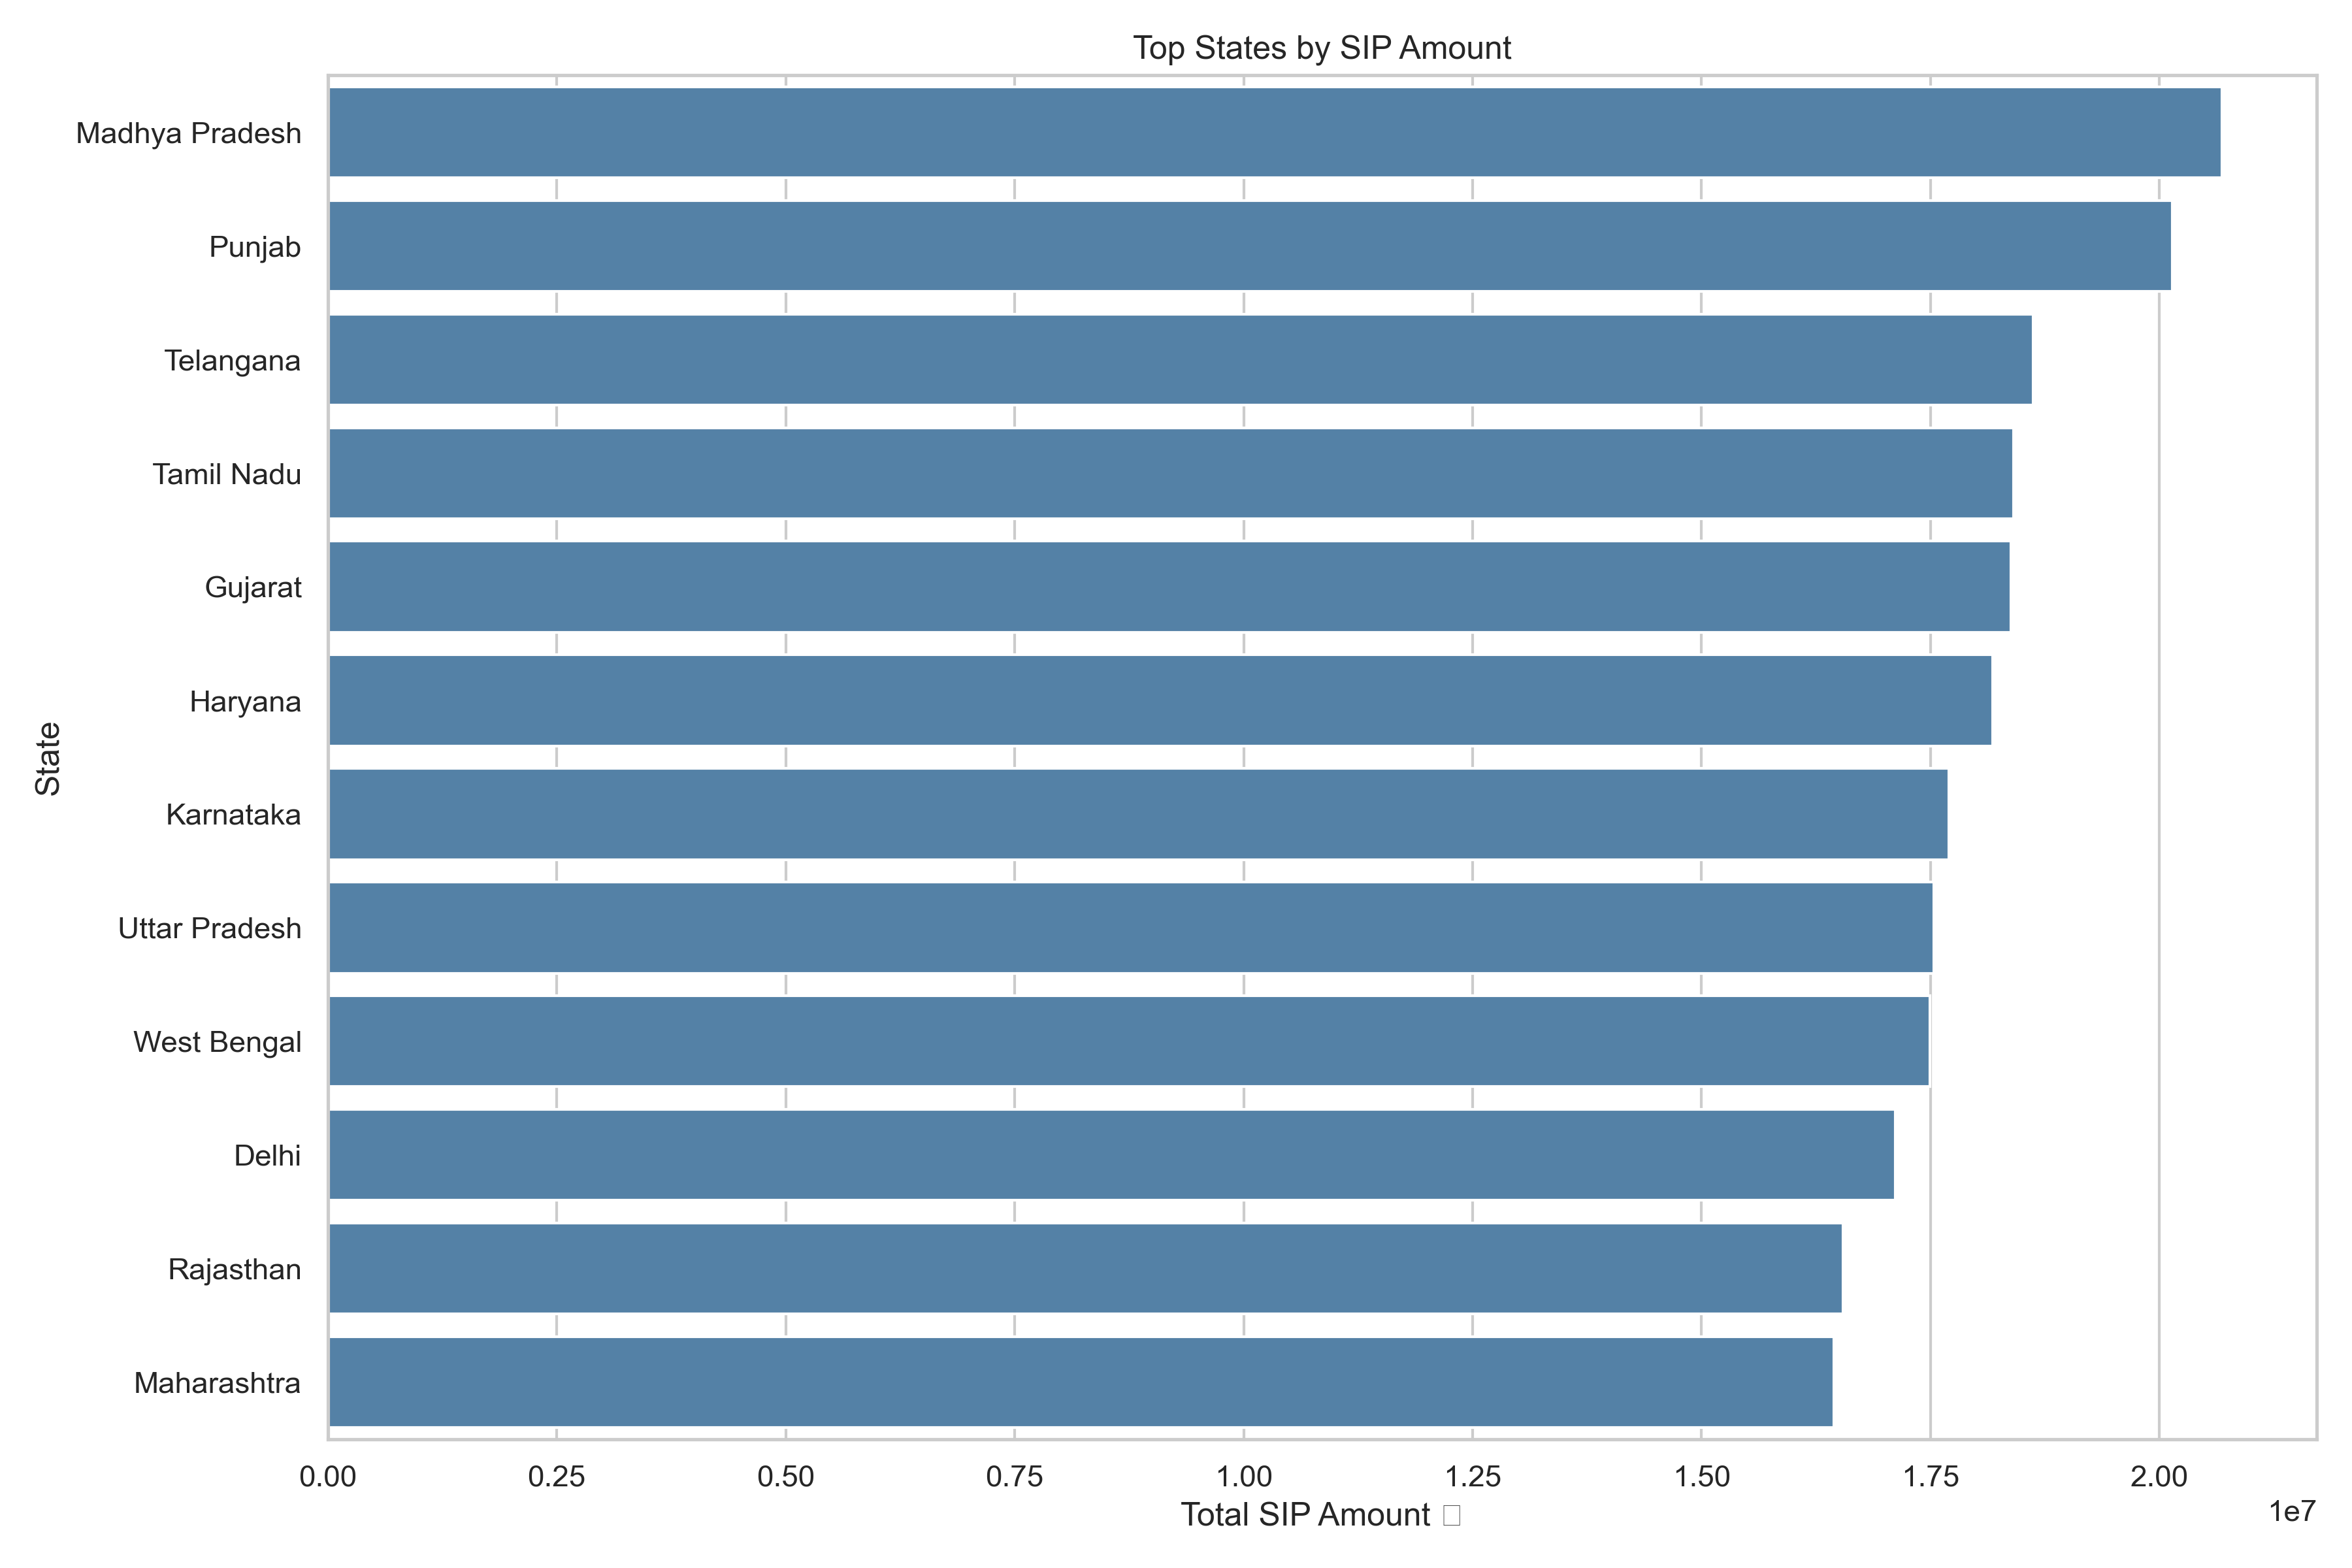 Top States by SIP Amount
Madhya Pradesh
Punjab
Telangana
Tamil Nadu
Gujarat
Haryana
Karnataka
Uttar Pradesh
West Bengal
Delhi
Rajasthan
Maharashtra
State
0.00 0.25 0.50 0.75 1.00 1.25 1.50 1.75 2.00
1e7
Total SIP Amount